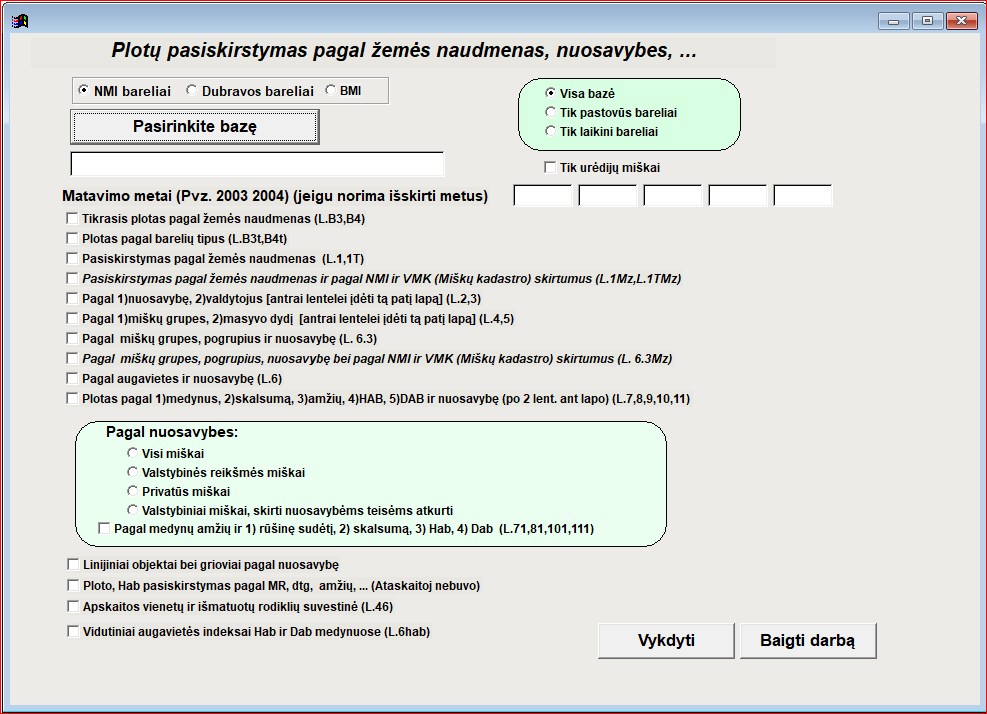 Plotų pasiskirstymas pagal žemės naudmenas, nuosavybes, ...
NMI bareliai Dubravos bareliai BMI
Pasirinkite bazę
Visa bazė
Tik pastovūs bareliai
Tik laikini bareliai
Tik urėdijų miškai
Matavimo metai (Pvz. 2003 2004) (jeigu norima išskirti metus)
Tikrasis plotas pagal žemės naudmenas (L.B3,B4)
Plotas pagal barelių tipus (L.B3t,B4t)
Pasiskirstymas pagal žemės naudmenas (L.1,1T)
Pasiskirstymas pagal žemės naudmenas ir pagal NMI ir VMK (Miškų kadastro) skirtumus (L.1Mz,L.1TMz)
Pagal 1)nuosavybę, 2)valdytojus [antrai lentelei įdėti tą patį lapą] (L.2,3)
Pagal 1)miškų grupes, 2)masyvo dydį [antrai lentelei įdėti tą patį lapą] (L.4,5)
Pagal miškų grupes, pogrupius ir nuosavybę (L. 6.3)
Pagal miškų grupes, pogrupius, nuosavybę bei pagal NMI ir VMK (Miškų kadastro) skirtumus (L. 6.3Mz)
Pagal augavietes ir nuosavybę (L.6)
Plotas pagal 1)medynus, 2)skalsumą, 3)amžių, 4)HAB, 5)DAB ir nuosavybę (po 2 lent. ant lapo) (L.7,8,9,10,11)
Pagal nuosavybes:
Visi miškai
Valstybinės reikšmės miškai
Privatūs miškai
Valstybiniai miškai, skirti nuosavybėms teisėms atkurti
Pagal medynų amžių ir 1) rūšinę sudėtį, 2) skalsumą, 3) Hab, 4) Dab (L.71,81,101,111)
Linijiniai objektai bei grioviai pagal nuosavybę
Ploto, Hab pasiskirstymas pagal MR, dtg, amžių, ... (Ataskaitoj nebuvo)
Apskaitos vienetų ir išmatuotų rodiklių suvestinė (L.46)
Vidutiniai augavietės indeksai Hab ir Dab medynuose (L.6hab)
Vykdyti Baigti darbą